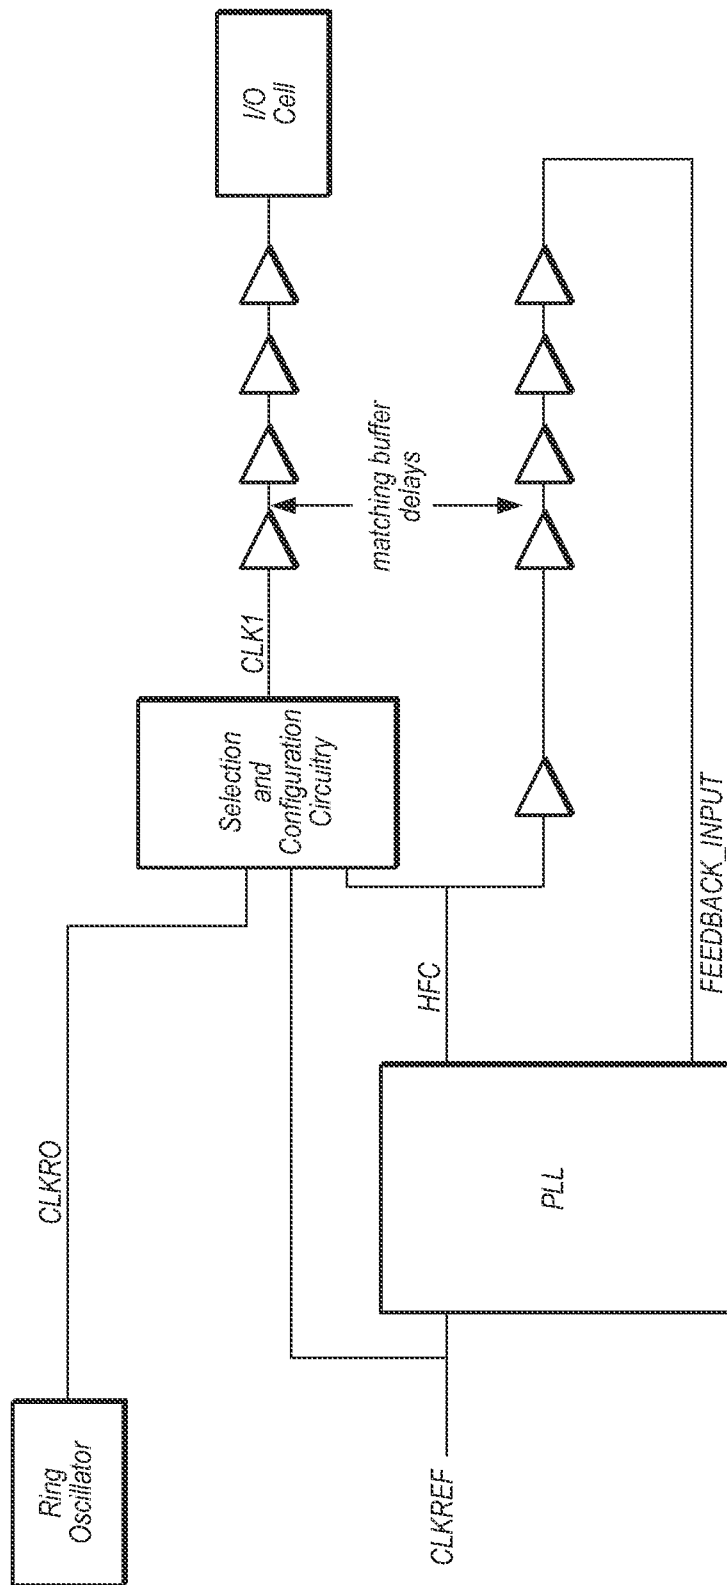 Ring
Oscillator
CLKRO
Selection
and
Configuration
Circuitry
CLK1
I/O
Cell
matching buffer
delays
CLKREF
PLL
HFC
FEEDBACK_INPUT